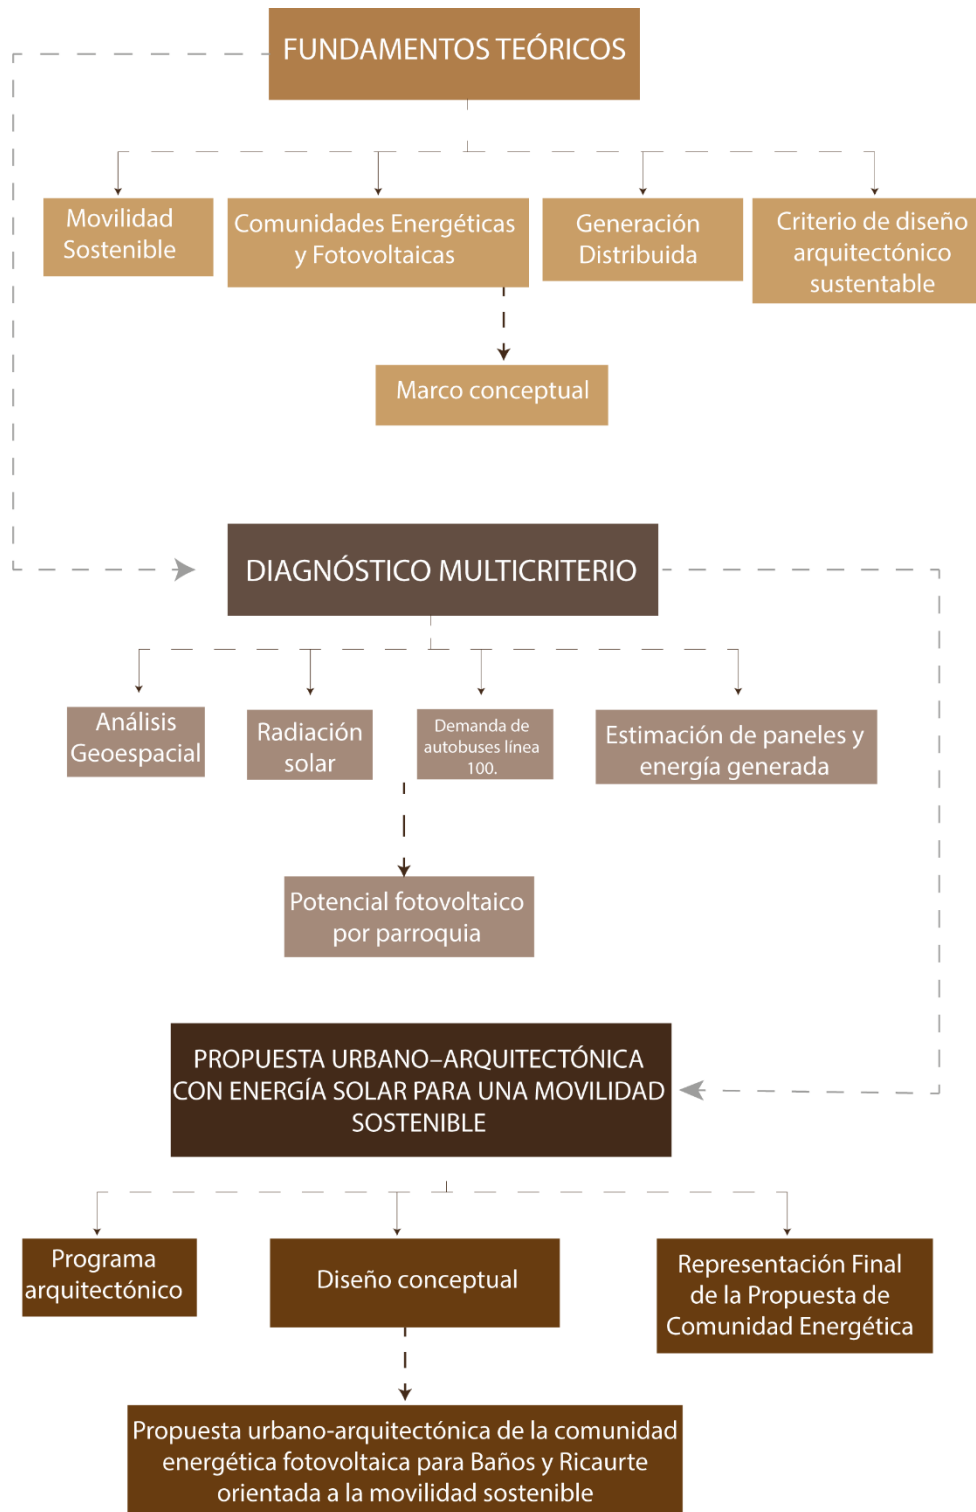 FUNDAMENTOS TEÓRICOS
Movilidad
Sostenible
Comunidades Energéticas
y Fotovoltaicas
Generación
Distribuida
Criterio de diseño
arquitectónico
sustentable
Marco conceptual
DIAGNÓSTICO MULTICRITERIO
Análisis
Geoespacial
Radiación
solar
Demanda de
autobuses línea
100.
Estimación de paneles y
energía generada
Potencial fotovoltaico
por parroquia
PROPUESTA URBANO–ARQUITECTÓNICA
CON ENERGÍA SOLAR PARA UNA MOVILIDAD
SOSTENIBLE
Programa
arquitectónico
Diseño conceptual
Representación Final
de la Propuesta de
Comunidad Energética
Propuesta urbano-arquitectónica de la comunidad
energética fotovoltaica para Baños y Ricaurte
orientada a la movilidad sostenible